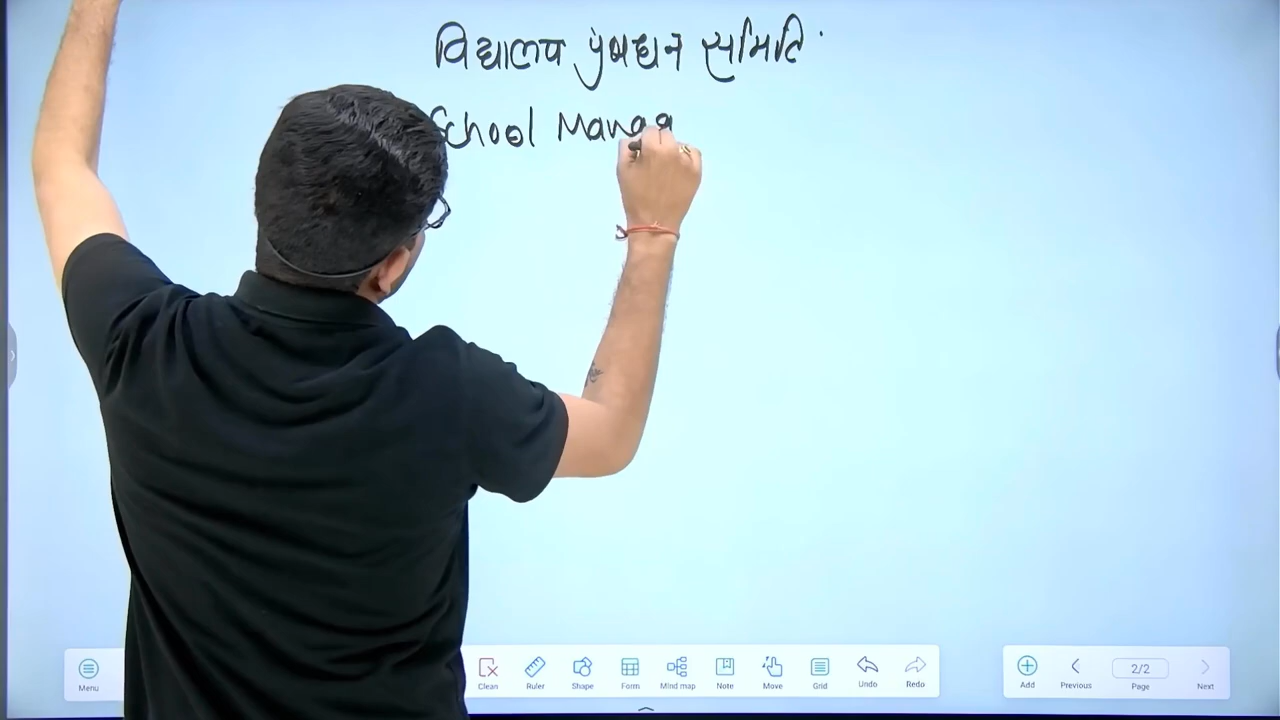 विद्यालय प्रबन्धन समिति
School Manag
Menu
Clean
Ruler
Shape
Form
Mind map
Note
Move
Grid
Undo
Redo
Add
Previous
2/2
Page
Next